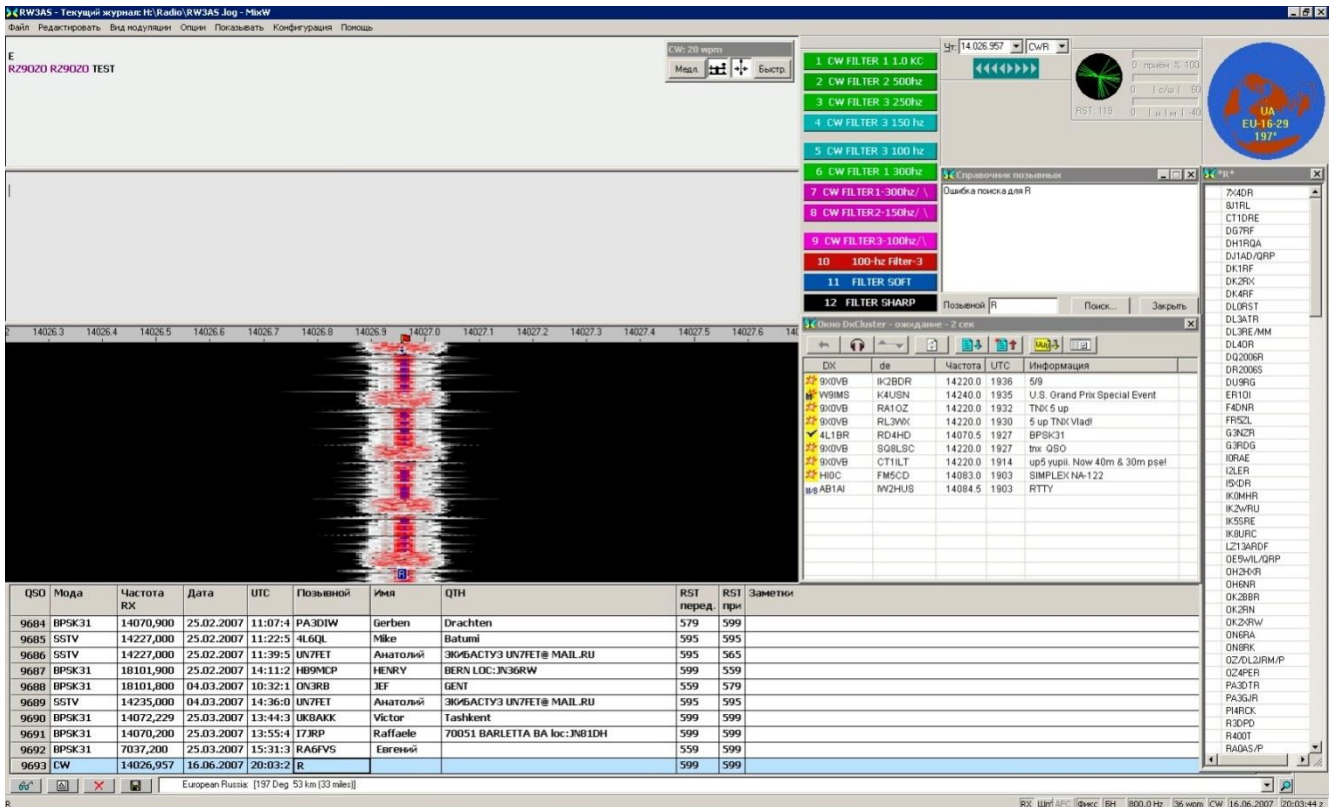 RW3AS - Текущий журнал: H:\Radio\RW3AS .log - MixW
Файл Редактировать Вид модуляции Опции Показывать Конфигурация Помощь
E
RZ9OZO RZ9OZO TEST
CW: 20 wpm
Медл. Быстр.
1 CW FILTER 1 1.0 KC
2 CW FILTER 2 500hz
3 CW FILTER 3 250hz
4 CW FILTER 3 150 hz
5 CW FILTER 3 100 hz
6 CW FILTER 1 300hz
7 CW FILTER1-300hz/ \
8 CW FILTER2-150hz/ \
9 CW FILTER3-100hz/\
10 100-hz Filter-3
11 FILTER SOFT
12 FILTER SHARP
Чт: 14.026.957 CWR
0 приём % 100
0 | с/ш | 60
RST: 119
UA
EU-16-29
197°
Справочник позывных
Ошибка поиска для R
Позывной R Поиск... Закрыть
*R*
7X4DR
8J1RL
CT1DRE
DG7RF
DH1RQA
DJ1AD/QRP
DK1RF
DK2RX
DK4RF
DL0RST
DL3ATR
DL3RE/MM
DL4OR
DQ2006R
DR2006S
DU9RG
ER1OI
F4DNR
FR5ZL
G3NZR
G3RDG
I0RAE
I2LER
I5XDR
IK0MHR
IK2WRU
IK5SRE
IK8URC
LZ13ARDF
OE5WIL/QRP
OH2HXR
OH6NR
OK2BBR
OK2RN
OK2XRW
ON6RA
ON8RK
OZ/DL2JRM/P
OZ4PER
PA3DTR
PA3GJR
PI4RCK
R3DPD
R400T
RA0AS/P
14026.3 14026.4 14026.5 14026.6 14026.7 14026.8 14026.9 14027.0 14027.1 14027.2 14027.3 14027.4 14027.5 14027.6
R
Окно DxCluster - ожидание - 2 сек
DX de Частота UTC Информация
9X0VB IK2BDR 14220.0 1936 5/9
W9IMS K4USN 14240.0 1935 U.S. Grand Prix Special Event
9X0VB RA1OZ 14220.0 1932 TNX 5 up
9X0VB RL3WX 14220.0 1930 5 up TNX Vlad!
4L1BR RD4HD 14070.5 1927 BPSK31
9X0VB SQ8LSC 14220.0 1927 tnx QSO
9X0VB CT1ILT 14220.0 1914 up5 yupii. Now 40m & 30m pse!
HI0C FM5CD 14083.0 1903 SIMPLEX NA-122
AB1AI IW2HUS 14084.5 1903 RTTY
QSO Мода Частота RX Дата UTC Позывной Имя QTH RST перед. RST при Заметки
9684 BPSK31 14070,900 25.02.2007 11:07:4 PA3DIW Gerben Drachten 579 599
9685 SSTV 14227,000 25.02.2007 11:22:5 4L6QL Mike Batumi 595 595
9686 SSTV 14227,000 25.02.2007 11:39:5 UN7FET Анатолий ЭКИБАСТУЗ UN7FET@ MAIL.RU 595 565
9687 BPSK31 18101,900 25.02.2007 14:11:2 HB9MCP HENRY BERN LOC:JN36RW 599 559
9688 BPSK31 18101,800 04.03.2007 10:32:1 ON3RB JEF GENT 559 579
9689 SSTV 14235,000 04.03.2007 14:36:0 UN7FET Анатолий ЭКИБАСТУЗ UN7FET@ MAIL.RU 595 595
9690 BPSK31 14072,229 25.03.2007 13:44:3 UK8AKK Victor Tashkent 599 599
9691 BPSK31 14070,200 25.03.2007 13:55:4 I7JRP Raffaele 70051 BARLETTA BA loc:JN81DH 599 599
9692 BPSK31 7037,200 25.03.2007 15:31:3 RA6FVS Евгений 559 599
9693 CW 14026,957 16.06.2007 20:03:2 R 599 599
European Russia: [197 Deg 53 km (33 miles)]
R RX Шп АFC Фикс БН 800.0 Hz 36 wpm CW 16.06.2007 20:03:44 z